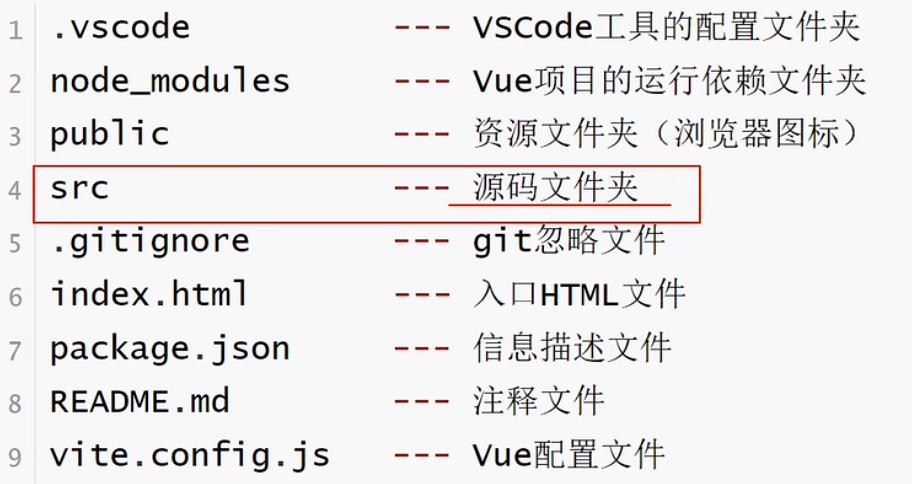 1 .vscode --- VSCode工具的配置文件夹
2 node_modules --- Vue项目的运行依赖文件夹
3 public --- 资源文件夹（浏览器图标）
4 src --- 源码文件夹
5 .gitignore --- git忽略文件
6 index.html --- 入口HTML文件
7 package.json --- 信息描述文件
8 README.md --- 注释文件
9 vite.config.js --- Vue配置文件